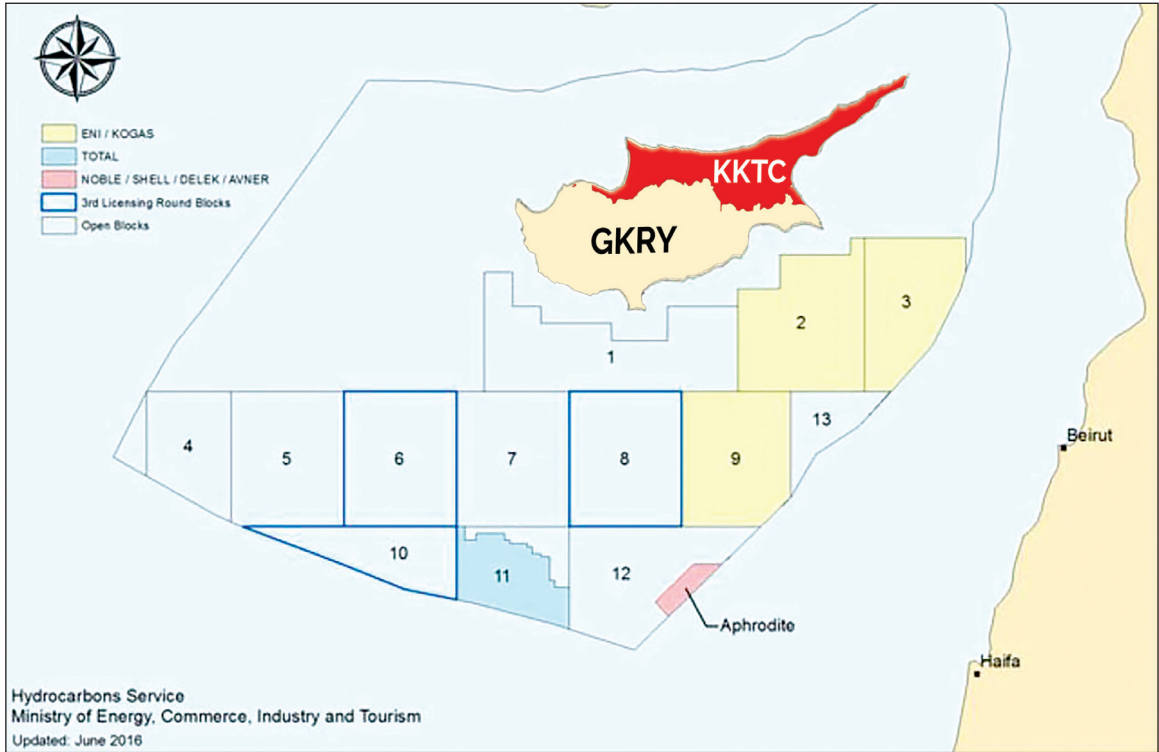 ENI / KOGAS
TOTAL
NOBLE / SHELL / DELEK / AVNER
3rd Licensing Round Blocks
Open Blocks
KKTC
GKRY
3
2
1
4
5
6
7
8
9
13
Beirut
10
11
12
Aphrodite
Haifa
Hydrocarbons Service
Ministry of Energy, Commerce, Industry and Tourism
Updated: June 2016